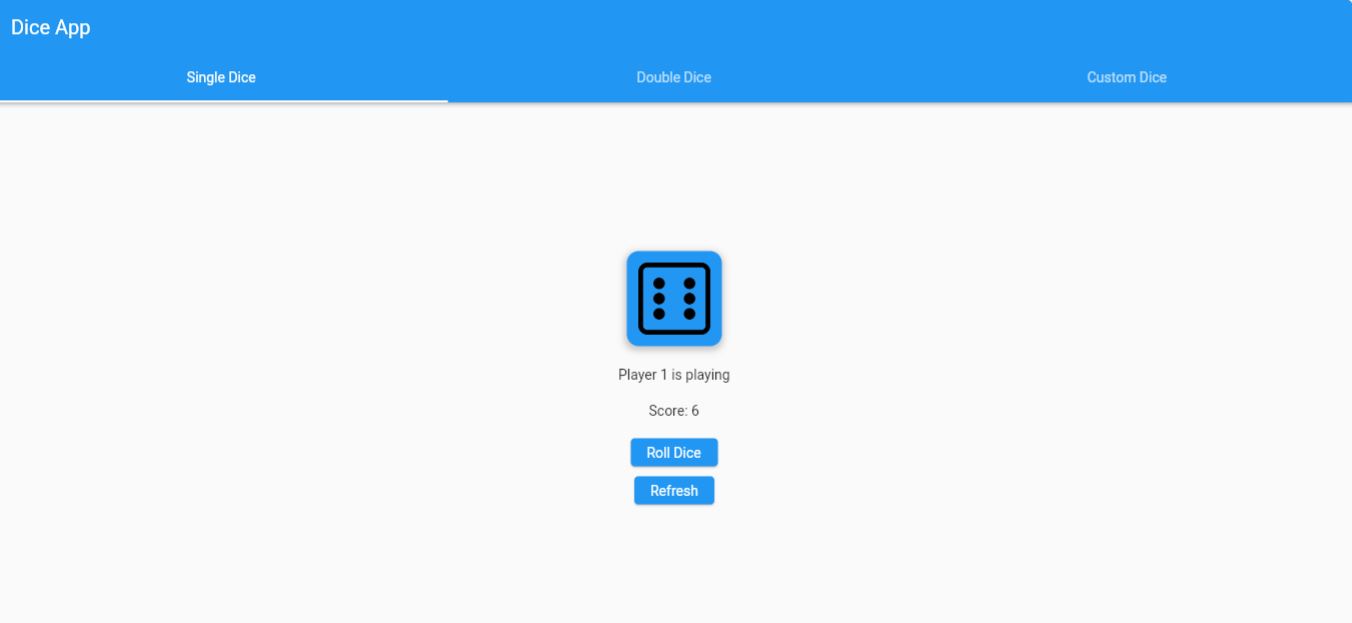 Dice App
Single Dice
Double Dice
Custom Dice
Player 1 is playing
Score: 6
Roll Dice
Refresh